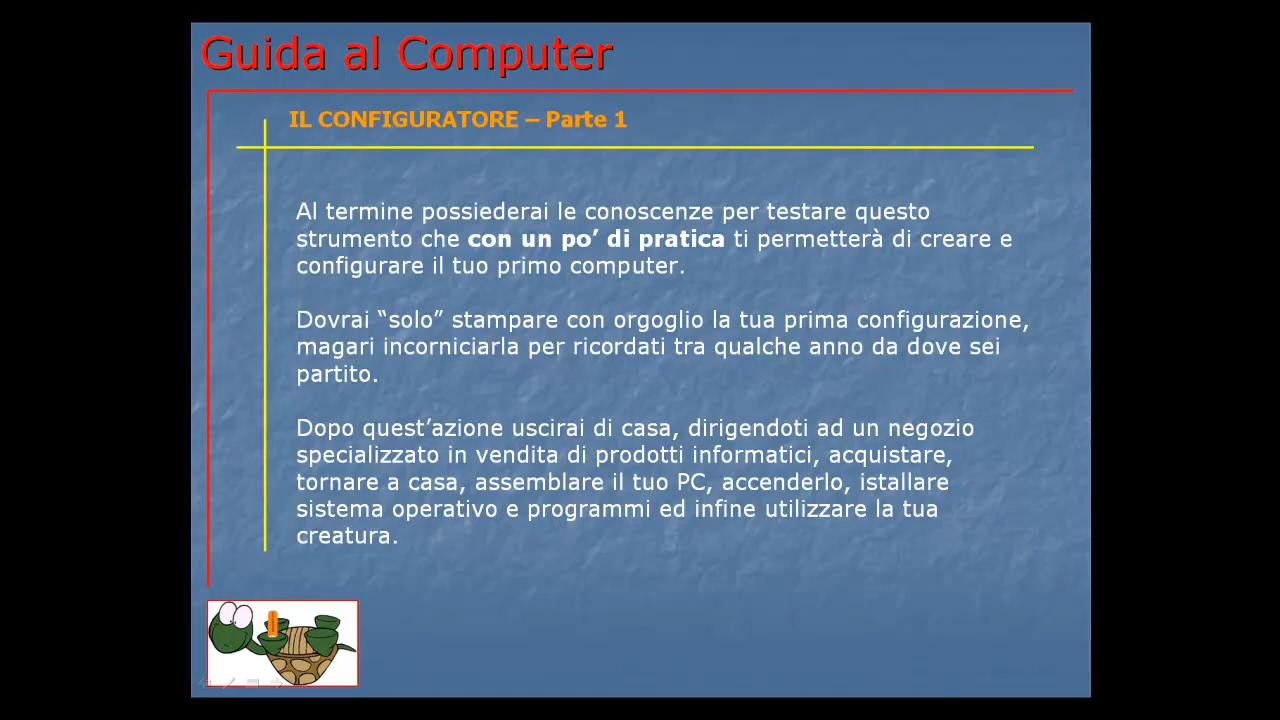 Guida al Computer
IL CONFIGURATORE – Parte 1
Al termine possiederai le conoscenze per testare questo
strumento che con un po’ di pratica ti permetterà di creare e
configurare il tuo primo computer.
Dovrai “solo” stampare con orgoglio la tua prima configurazione,
magari incorniciarla per ricordati tra qualche anno da dove sei
partito.
Dopo quest’azione uscirai di casa, dirigendoti ad un negozio
specializzato in vendita di prodotti informatici, acquistare,
tornare a casa, assemblare il tuo PC, accenderlo, istallare
sistema operativo e programmi ed infine utilizzare la tua
creatura.